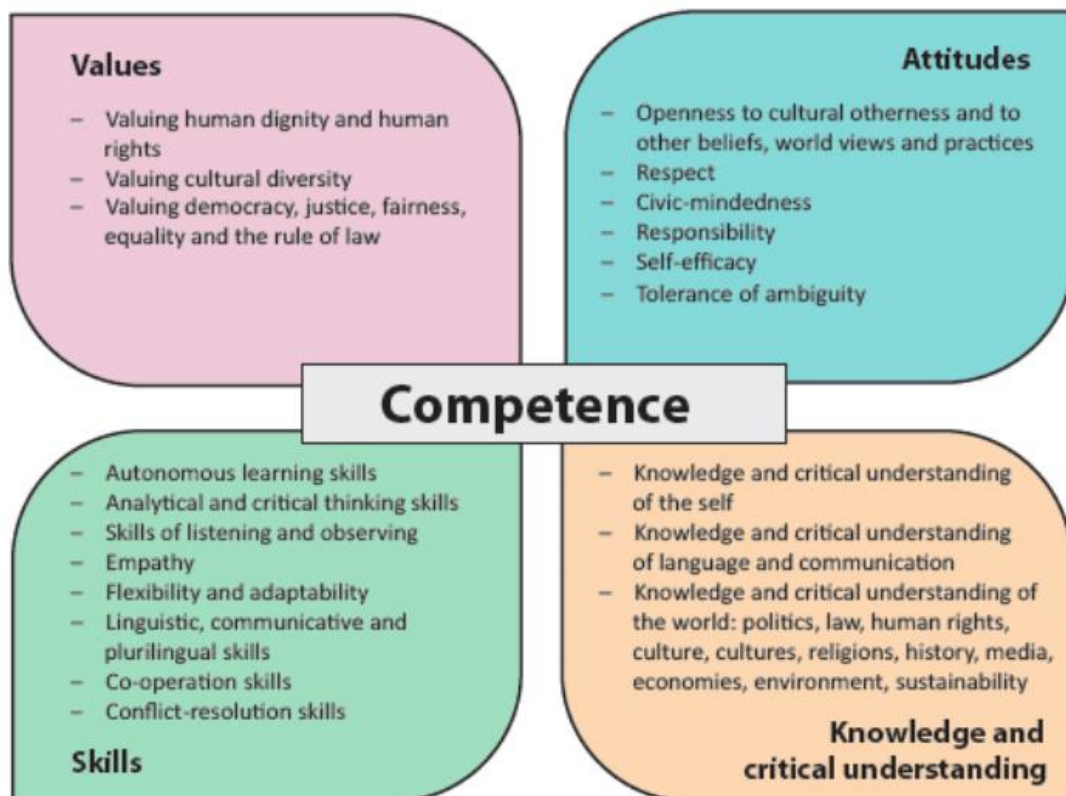 Values
– Valuing human dignity and human
rights
– Valuing cultural diversity
– Valuing democracy, justice, fairness,
equality and the rule of law
Attitudes
– Openness to cultural otherness and to
other beliefs, world views and practices
– Respect
– Civic-mindedness
– Responsibility
– Self-efficacy
– Tolerance of ambiguity
Competence
– Autonomous learning skills
– Analytical and critical thinking skills
– Skills of listening and observing
– Empathy
– Flexibility and adaptability
– Linguistic, communicative and
plurilingual skills
– Co-operation skills
– Conflict-resolution skills
Skills
– Knowledge and critical understanding
of the self
– Knowledge and critical understanding
of language and communication
– Knowledge and critical understanding of
the world: politics, law, human rights,
culture, cultures, religions, history, media,
economies, environment, sustainability
Knowledge and
critical understanding